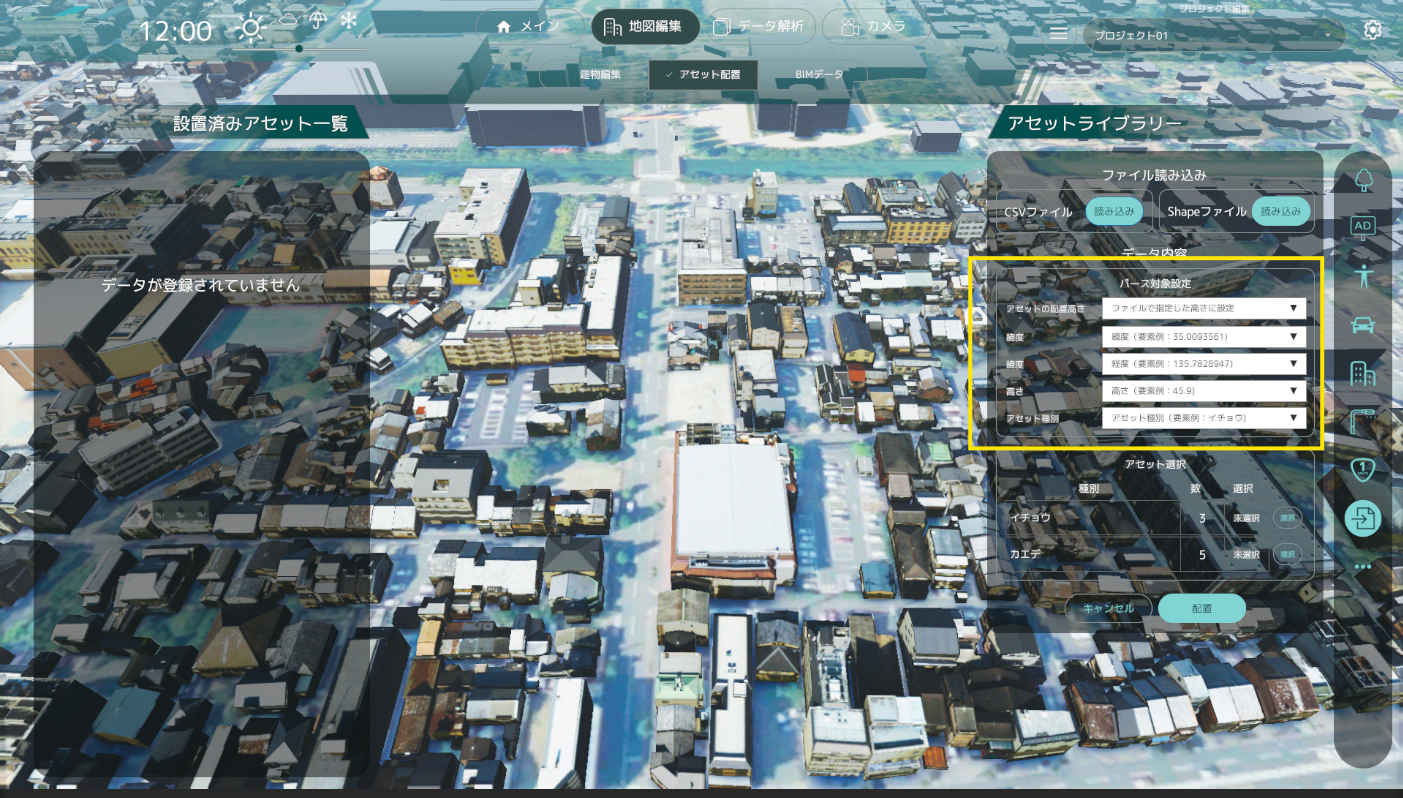 12:00
メイン
地図編集
データ解析
カメラ
プロジェクト編集
プロジェクト01
建物編集
アセット配置
BIMデータ
設置済みアセット一覧
データが登録されていません
アセットライブラリー
ファイル読み込み
CSVファイル 読み込み Shapeファイル 読み込み
データ内容
パース対象設定
アセットの配置高さ ファイルで指定した高さに設定 ▼
緯度 緯度（要素例：35.0093561） ▼
緯度 経度（要素例：135.7828947） ▼
高さ 高さ（要素例：45.9） ▼
アセット種別 アセット種別（要素例：イチョウ） ▼
アセット選択
種別 数 選択
イチョウ 3 未選択 選択
カエデ 5 未選択 選択
キャンセル 配置
AD
1